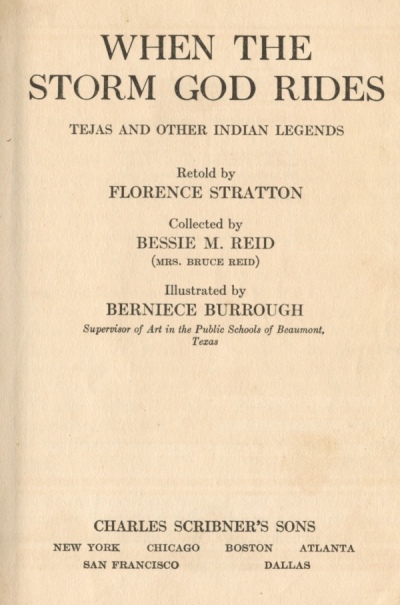 WHEN THE
STORM GOD RIDES
TEJAS AND OTHER INDIAN LEGENDS
Retold by
FLORENCE STRATTON
Collected by
BESSIE M. REID
(MRS. BRUCE REID)
Illustrated by
BERNIECE BURROUGH
Supervisor of Art in the Public Schools of Beaumont,
Texas
CHARLES SCRIBNER'S SONS
NEW YORK CHICAGO BOSTON ATLANTA
SAN FRANCISCO DALLAS